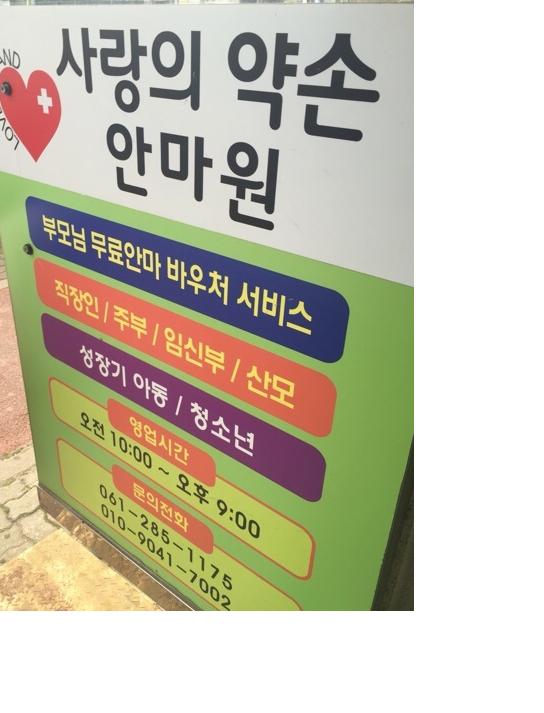 AND
LOVE
사랑의 약손
안마원
부모님 무료안마 바우처 서비스
직장인 / 주부 / 임신부 / 산모
성장기 아동 / 청소년
영업시간
오전 10:00 ~ 오후 9:00
문의전화
061-285-1175
010-9041-7002